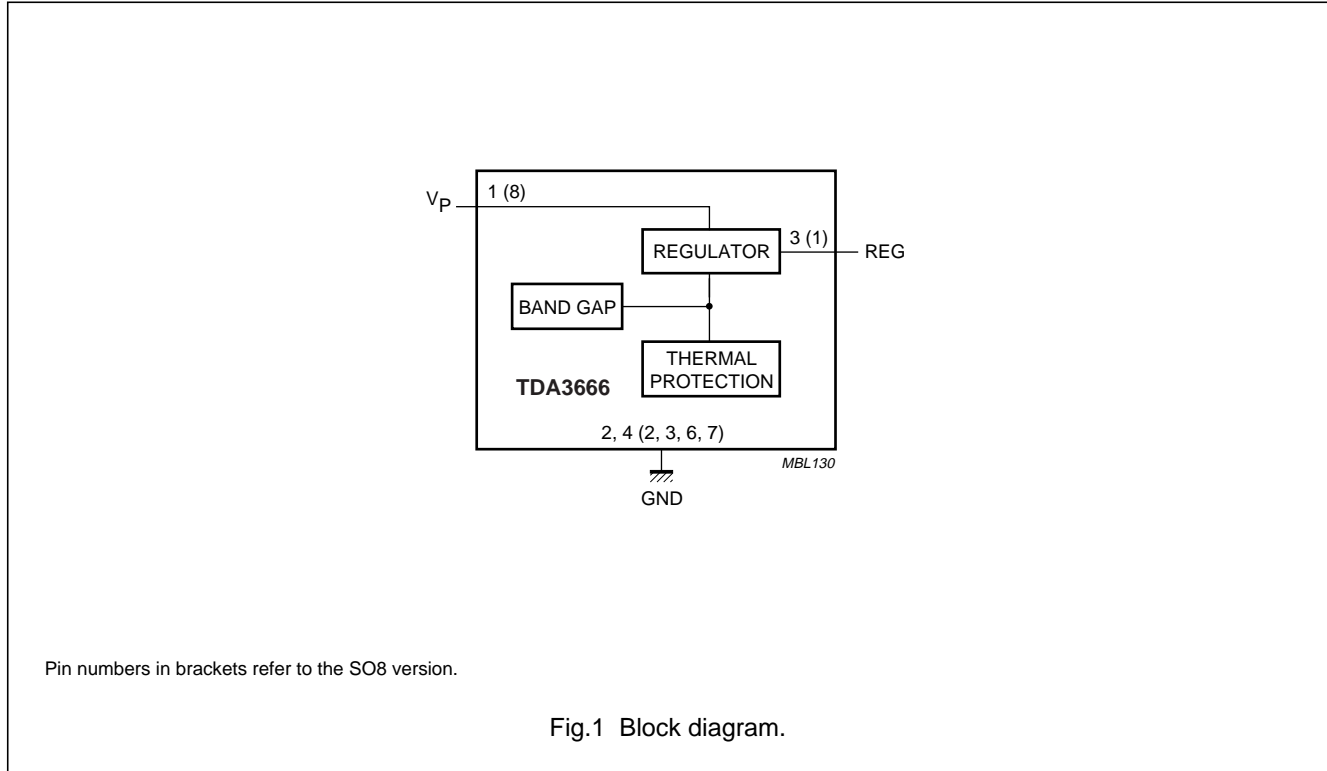 VP
1 (8)
REGULATOR
3 (1)
REG
BAND GAP
THERMAL
PROTECTION
TDA3666
2, 4 (2, 3, 6, 7)
MBL130
GND
Pin numbers in brackets refer to the SO8 version.
Fig.1 Block diagram.